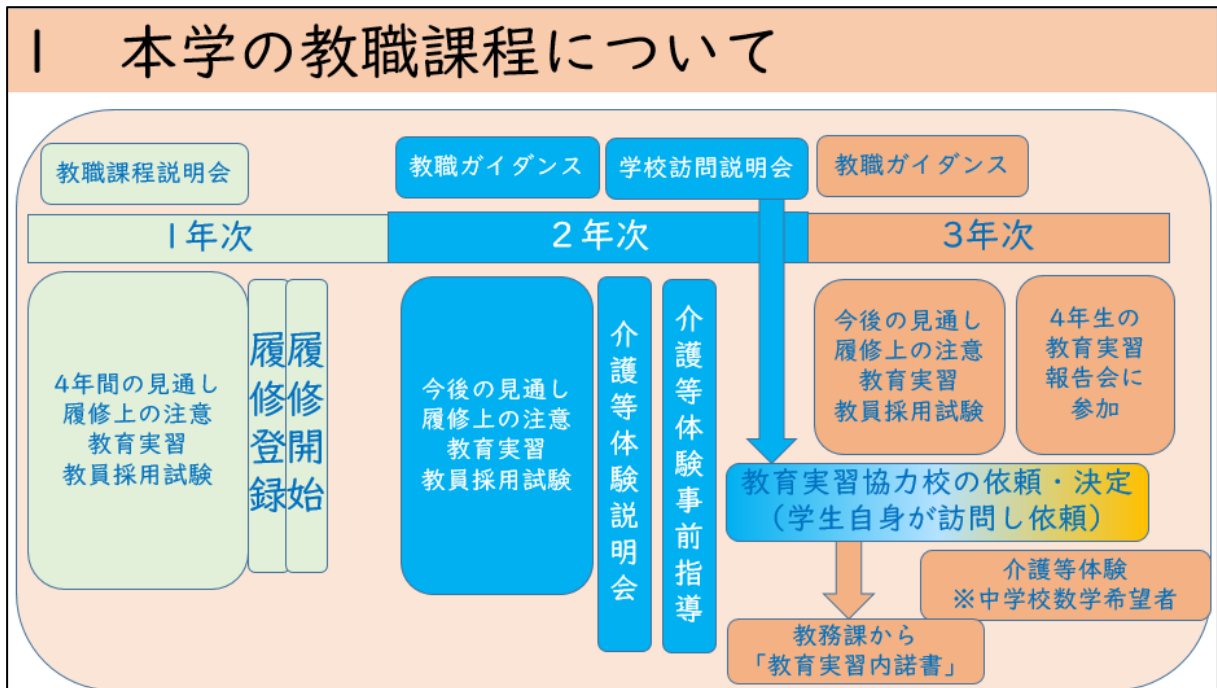 Ⅰ 本学の教職課程について
教職課程説明会
教職ガイダンス
学校訪問説明会
教職ガイダンス
1年次
2年次
3年次
4年間の見通し
履修上の注意
教育実習
教員採用試験
履修登録
履修開始
今後の見通し
履修上の注意
教育実習
教員採用試験
介護等体験説明会
介護等体験事前指導
今後の見通し
履修上の注意
教育実習
教員採用試験
4年生の
教育実習
報告会に
参加
教育実習協力校の依頼・決定
(学生自身が訪問し依頼)
介護等体験
※中学校数学希望者
教務課から
「教育実習内諾書」